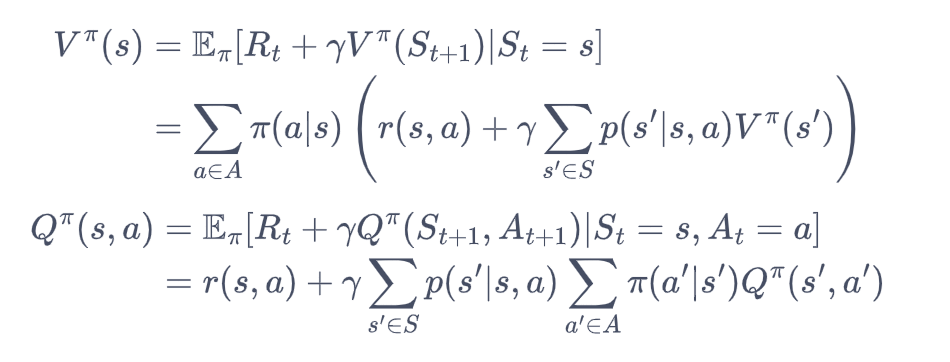 V^π(s) = 𝔼_π[R_t + γV^π(S_{t+1})|S_t = s]
= ∑_{a∈A} π(a|s) ( r(s, a) + γ ∑_{s′∈S} p(s′|s, a)V^π(s′) )
Q^π(s, a) = 𝔼_π[R_t + γQ^π(S_{t+1}, A_{t+1})|S_t = s, A_t = a]
= r(s, a) + γ ∑_{s′∈S} p(s′|s, a) ∑_{a′∈A} π(a′|s′)Q^π(s′, a′)